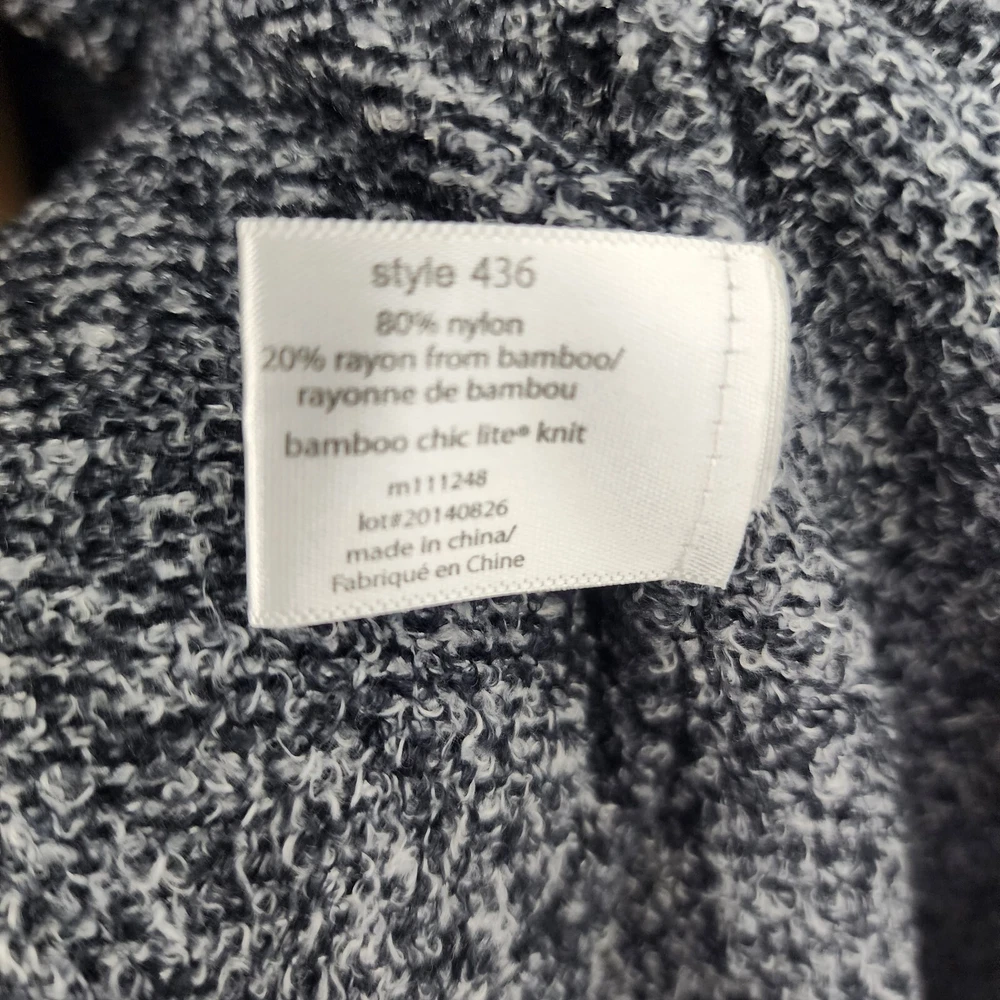 style 436
80% nylon
20% rayon from bamboo/
rayonne de bambou
bamboo chic lite® knit
m111248
lot#20140826
made in china/
Fabriqué en Chine